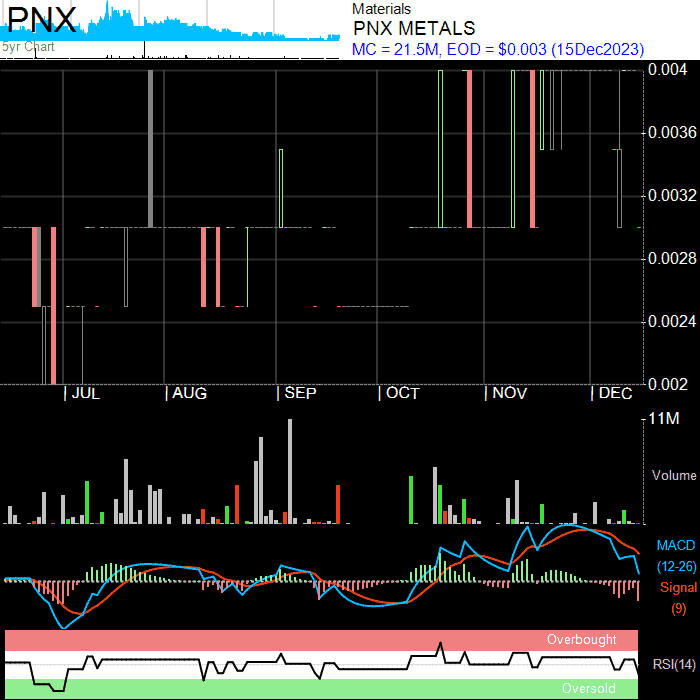 PNX
5yr Chart
Materials
PNX METALS
MC = 21.5M, EOD = $0.003 (15Dec2023)
0.004
0.0036
0.0032
0.0028
0.0024
0.002
JUL AUG SEP OCT NOV DEC
11M
Volume
MACD
(12-26)
Signal
(9)
Overbought
RSI(14)
Oversold